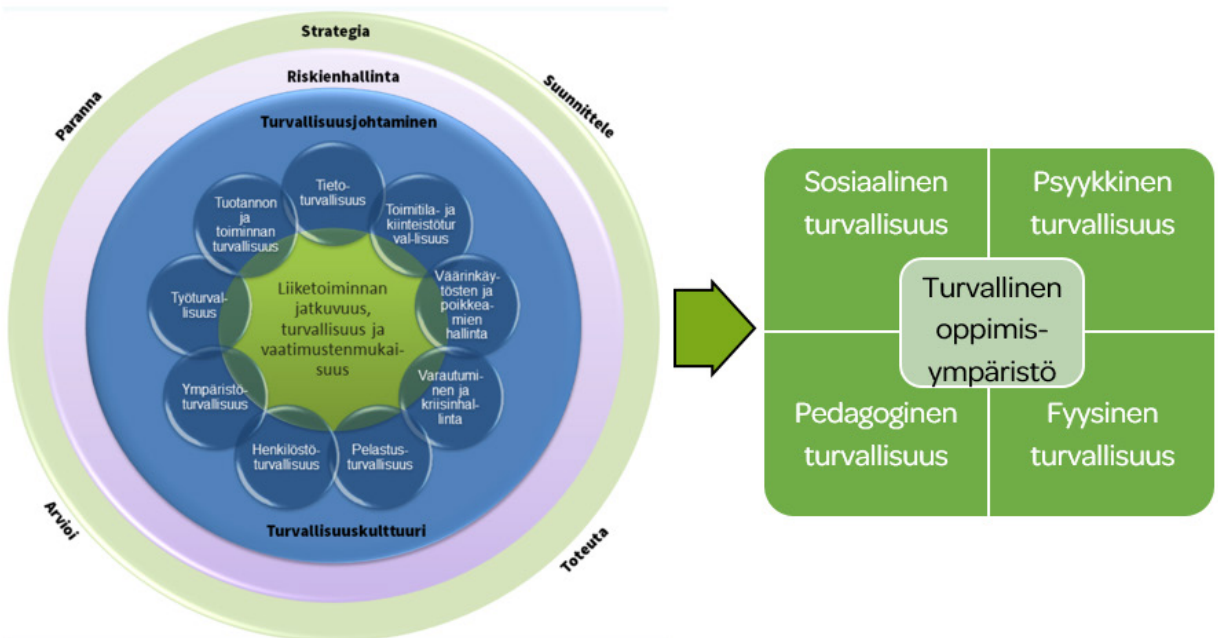 Strategia
Riskienhallinta
Turvallisuusjohtaminen
Paranna
Suunnittele
Tieto-
turvallisuus
Toimitila- ja
kiinteistötur
val-lisuus
Väärinkäy-
tösten ja
poikkea-
mien
hallinta
Varautumi-
nen ja
kriisinhal-
linta
Pelastus-
turvallisuus
Henkilöstö-
turvallisuus
Ympäristö-
turvallisuus
Työturval-
lisuus
Tuotannon
ja
toiminnan
turvallisuus
Liiketoiminnan
jatkuvuus,
turvallisuus ja
vaatimustenmukai-
suus
Turvallisuuskulttuuri
Arvioi
Toteuta
Sosiaalinen
turvallisuus
Psyykkinen
turvallisuus
Turvallinen
oppimis-
ympäristö
Pedagoginen
turvallisuus
Fyysinen
turvallisuus